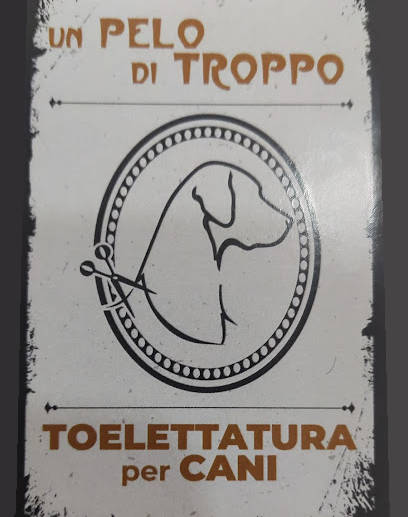 UN PELO
DI TROPPO
TOELETTATURA
per CANI